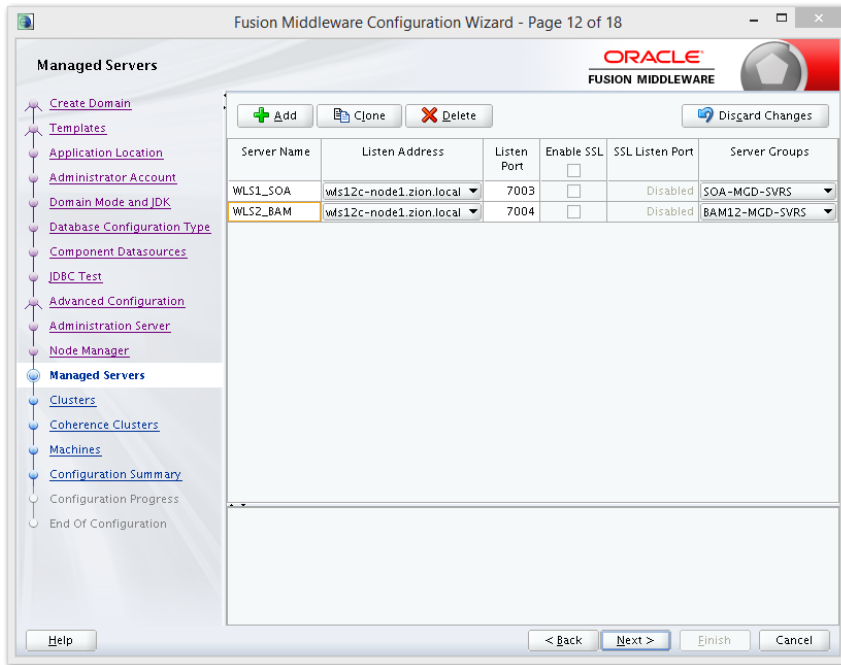 Fusion Middleware Configuration Wizard - Page 12 of 18
Managed Servers
ORACLE
FUSION MIDDLEWARE
Create Domain
Templates
Application Location
Administrator Account
Domain Mode and JDK
Database Configuration Type
Component Datasources
JDBC Test
Advanced Configuration
Administration Server
Node Manager
Managed Servers
Clusters
Coherence Clusters
Machines
Configuration Summary
Configuration Progress
End Of Configuration
Add Clone Delete Discard Changes
Server Name Listen Address Listen Port Enable SSL SSL Listen Port Server Groups
WLS1_SOA wls12c-node1.zion.local 7003 Disabled SOA-MGD-SVRS
WLS2_BAM wls12c-node1.zion.local 7004 Disabled BAM12-MGD-SVRS
Help < Back Next > Finish Cancel